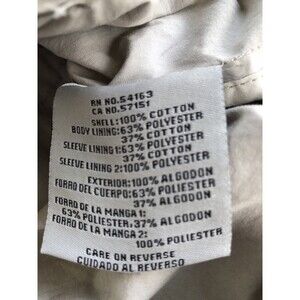 RN NO.54163
CA NO.57151
SHELL:100% COTTON
BODY LINING:63% POLYESTER
37% COTTON
SLEEVE LINING 1:63% POLYESTER
37% COTTON
SLEEVE LINING 2:100% POLYESTER
EXTERIOR:100% ALGODON
FORRO DEL CUERPO:63% POLIESTER
37% ALGODON
FORRO DE LA MANGA 1:
63% POLIESTER,37% ALGODON
FORRO DE LA MANGA 2:
100% POLIESTER
CARE ON REVERSE
CUIDADO AL REVERSO